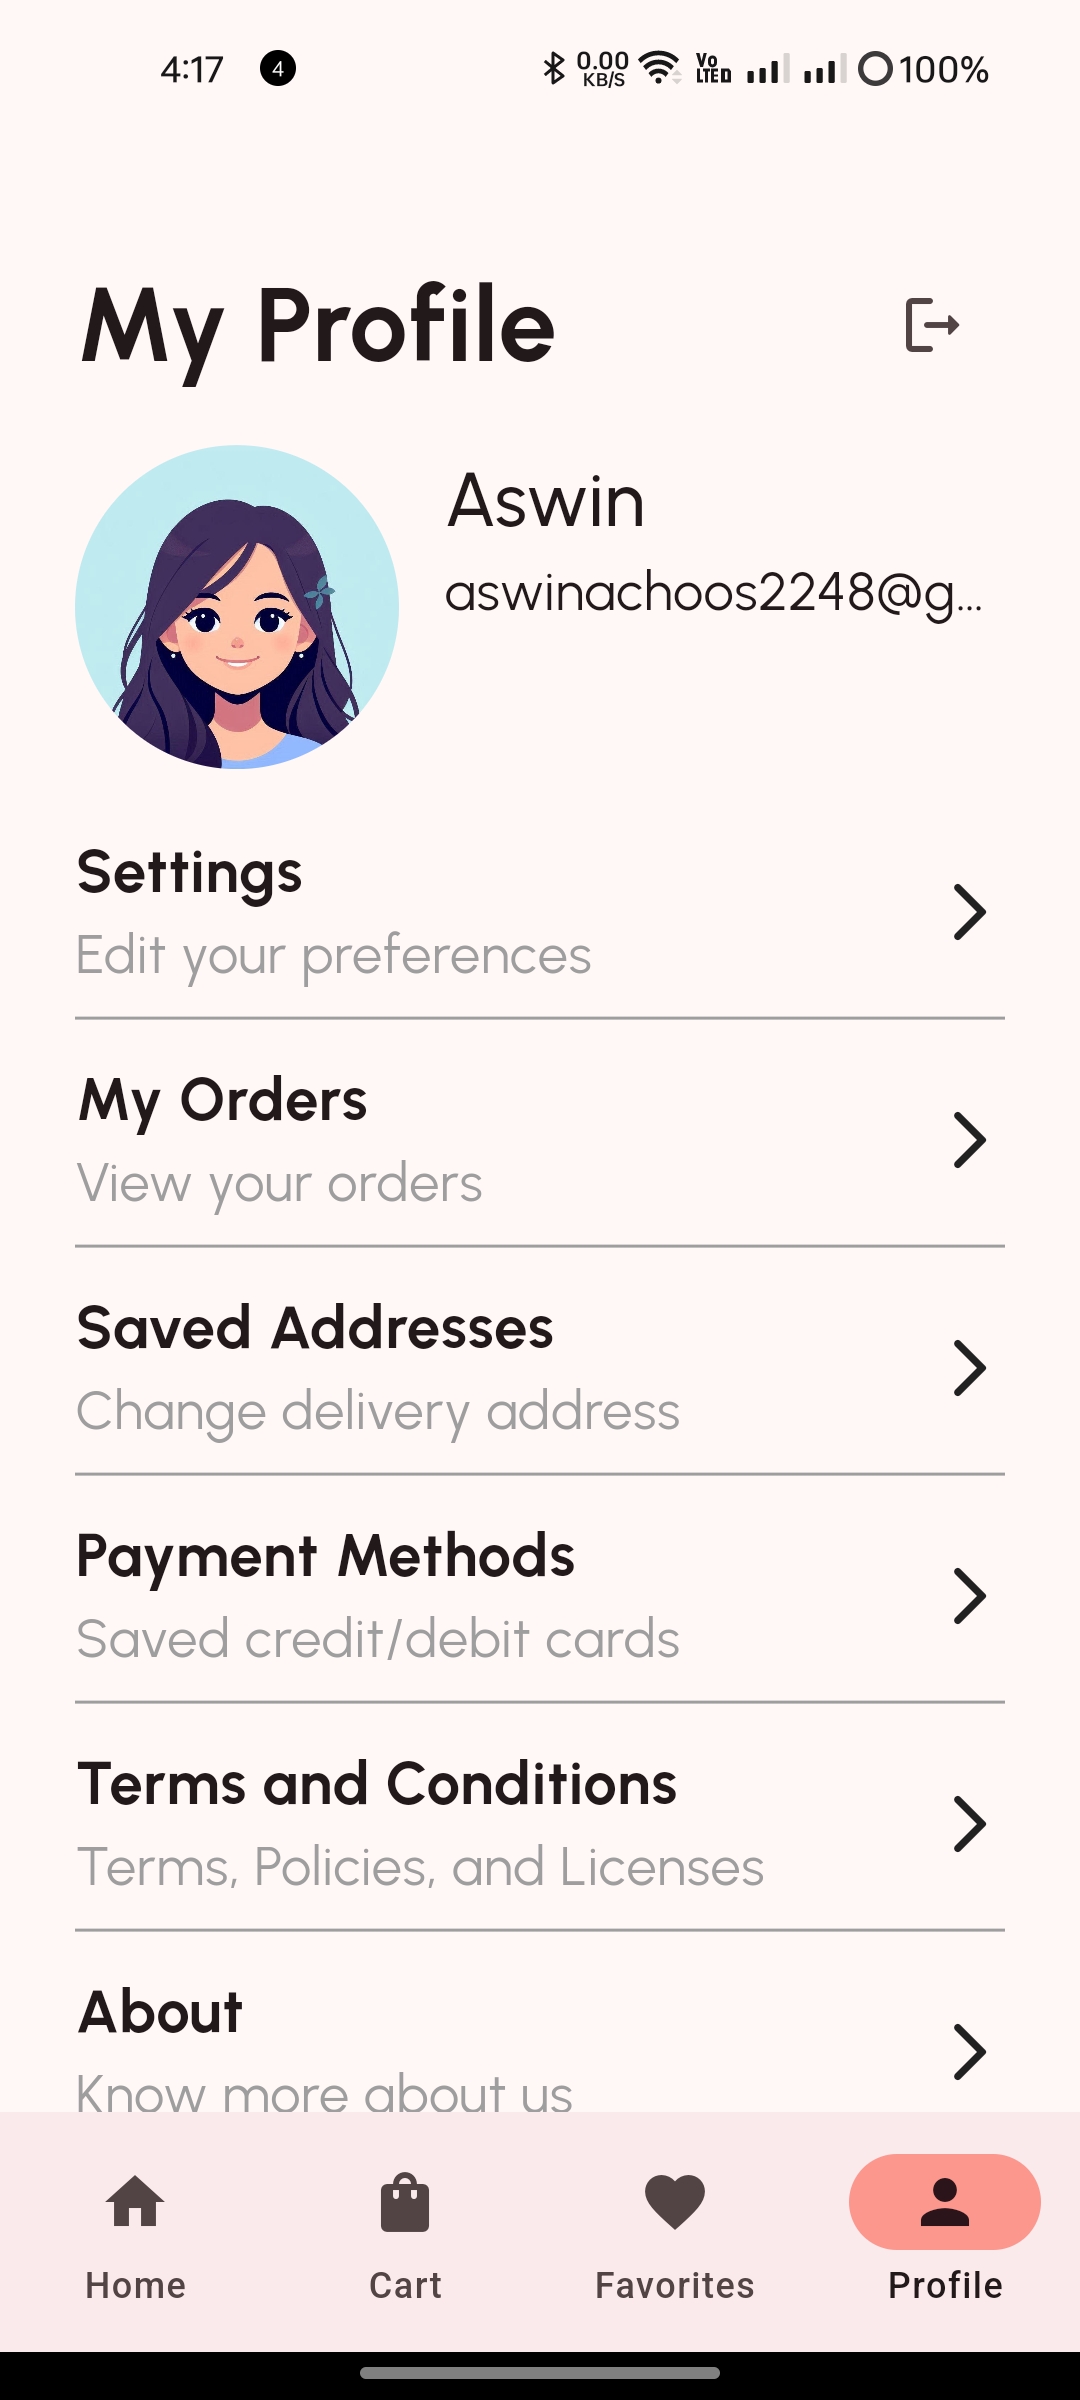 4:17 4 0.00 KB/S Vo LTE 100%
My Profile
Aswin
aswinachoos2248@g...
Settings
Edit your preferences
My Orders
View your orders
Saved Addresses
Change delivery address
Payment Methods
Saved credit/debit cards
Terms and Conditions
Terms, Policies, and Licenses
About
Know more about us
Home Cart Favorites Profile